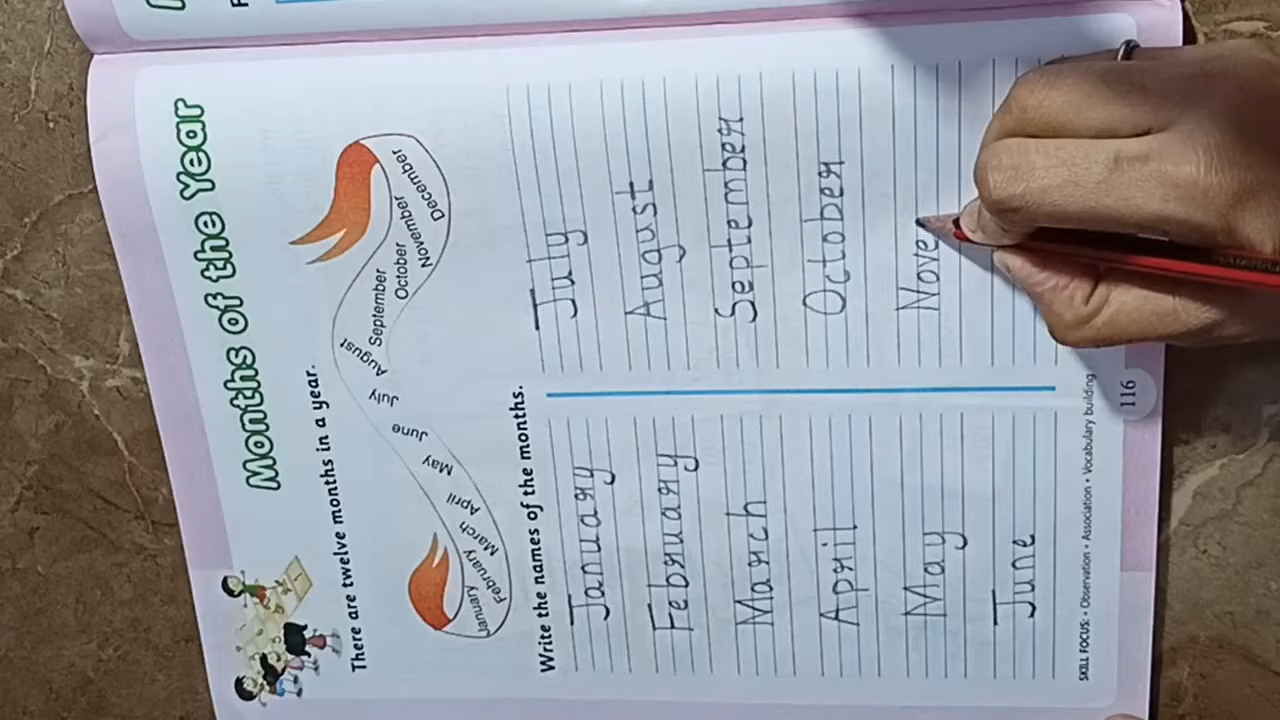 Months of the Year
There are twelve months in a year.
January
February
March
April
May
June
July
August
September
October
November
December
Write the names of the months.
January
February
March
April
May
June
July
August
September
October
Nove
SKILL FOCUS: • Observation • Association • Vocabulary building
116